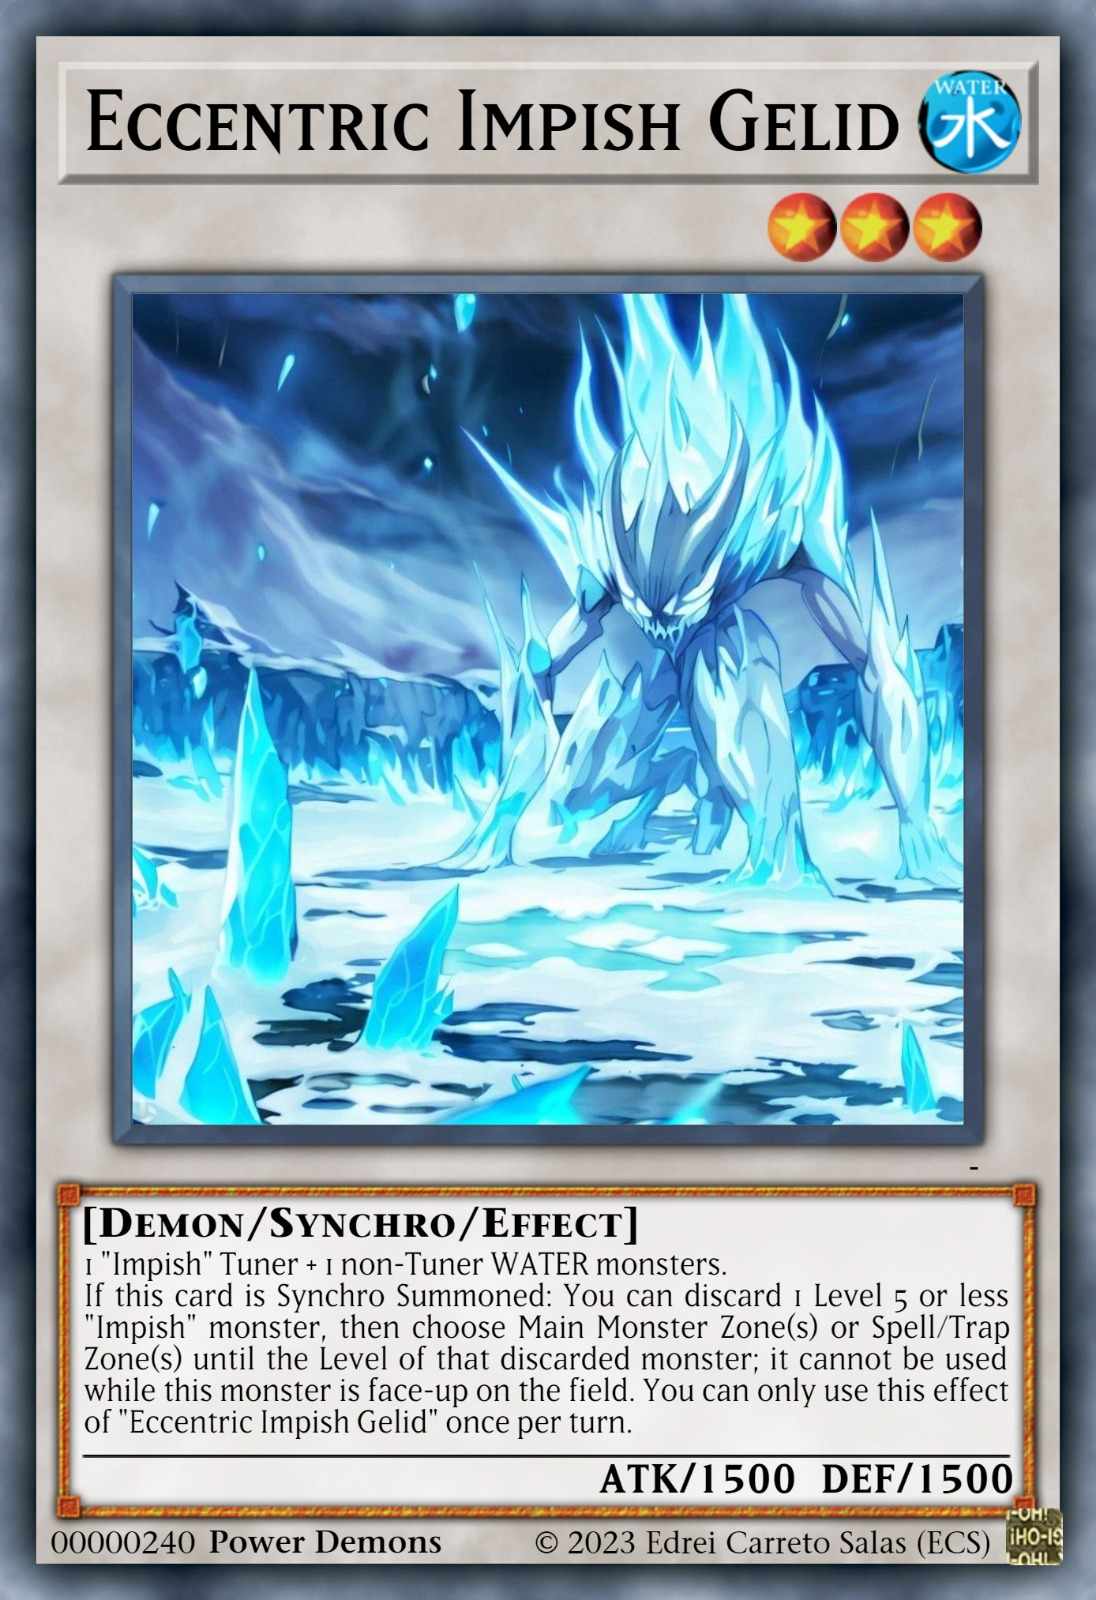 Eccentric Impish Gelid
WATER
水
-
[Demon/Synchro/Effect]
1 "Impish" Tuner + 1 non-Tuner WATER monsters.
If this card is Synchro Summoned: You can discard 1 Level 5 or less
"Impish" monster, then choose Main Monster Zone(s) or Spell/Trap
Zone(s) until the Level of that discarded monster; it cannot be used
while this monster is face-up on the field. You can only use this effect
of "Eccentric Impish Gelid" once per turn.
ATK/1500 DEF/1500
00000240 Power Demons © 2023 Edrei Carreto Salas (ECS)